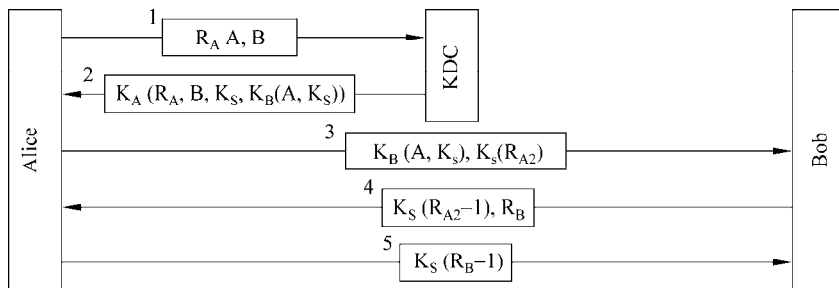 1
R_A A, B
KDC
2
K_A (R_A, B, K_S, K_B(A, K_S))
Alice
3
K_B (A, K_s), K_s(R_A2)
Bob
4
K_S (R_A2−1), R_B
5
K_S (R_B−1)